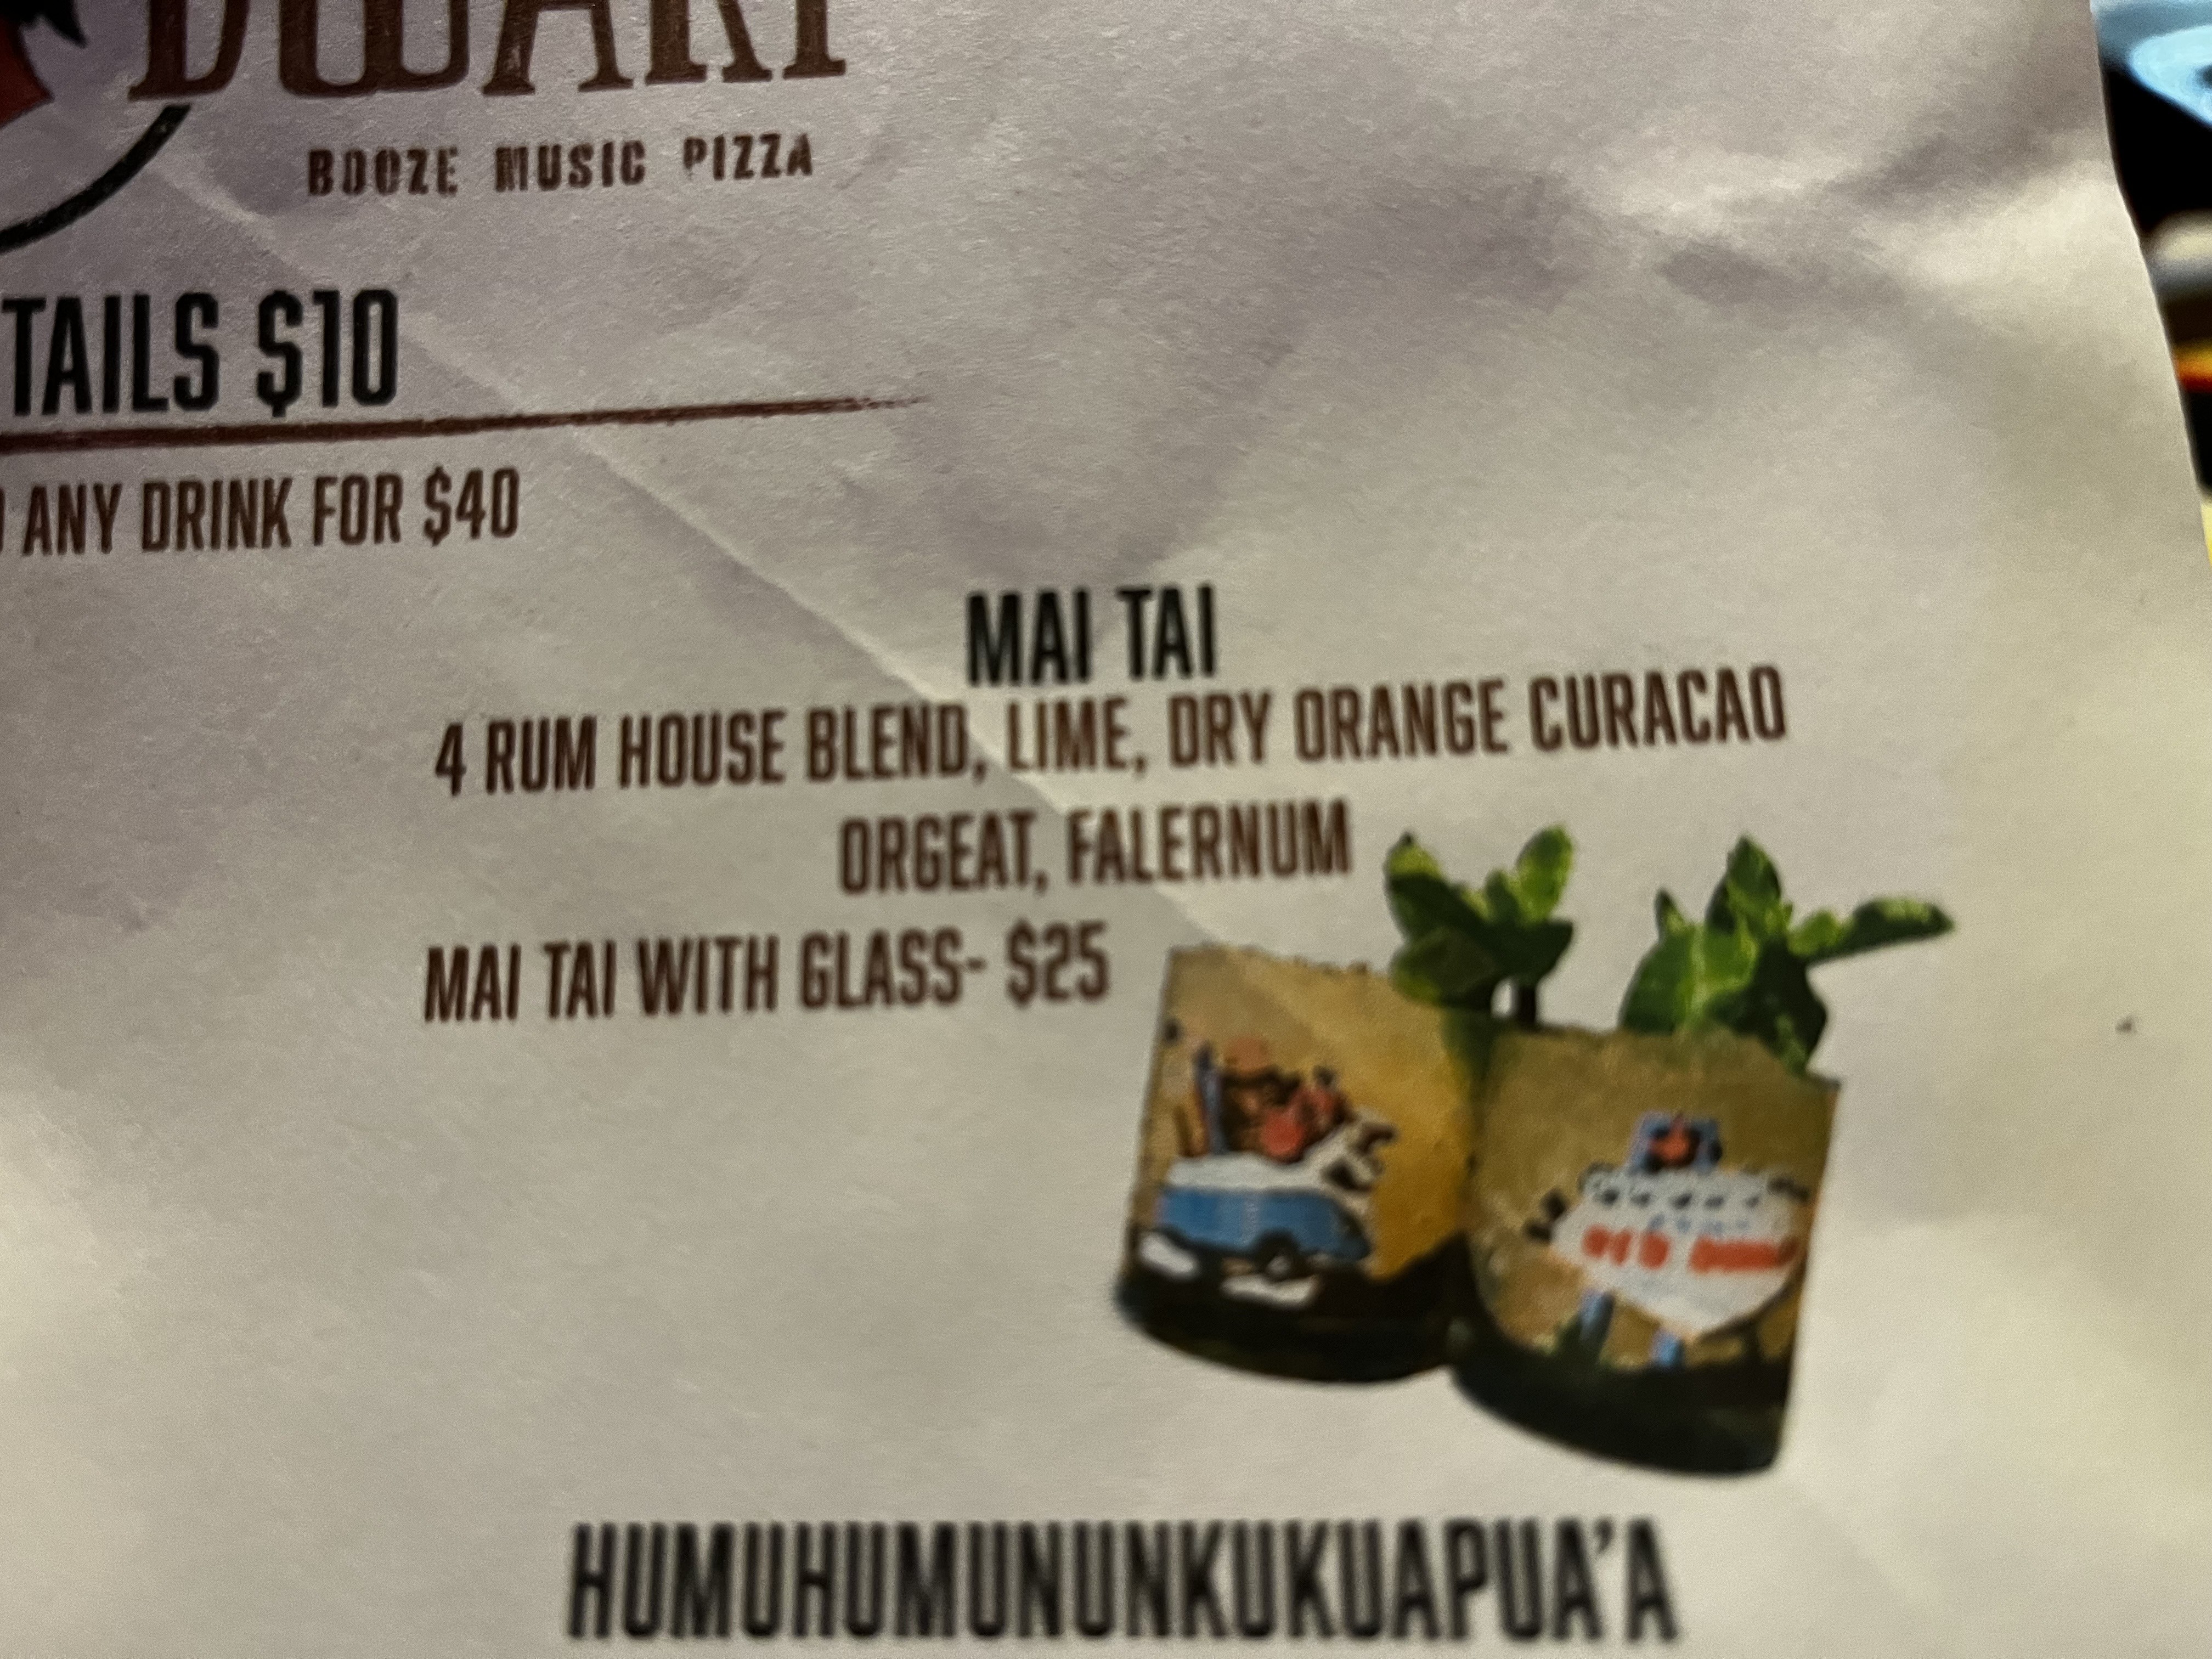 DWARF
BOOZE MUSIC PIZZA
TAILS $10
ANY DRINK FOR $40
MAI TAI
4 RUM HOUSE BLEND, LIME, DRY ORANGE CURACAO
ORGEAT, FALERNUM
MAI TAI WITH GLASS- $25
HUMUHUMUNUNKUKUAPUA'A